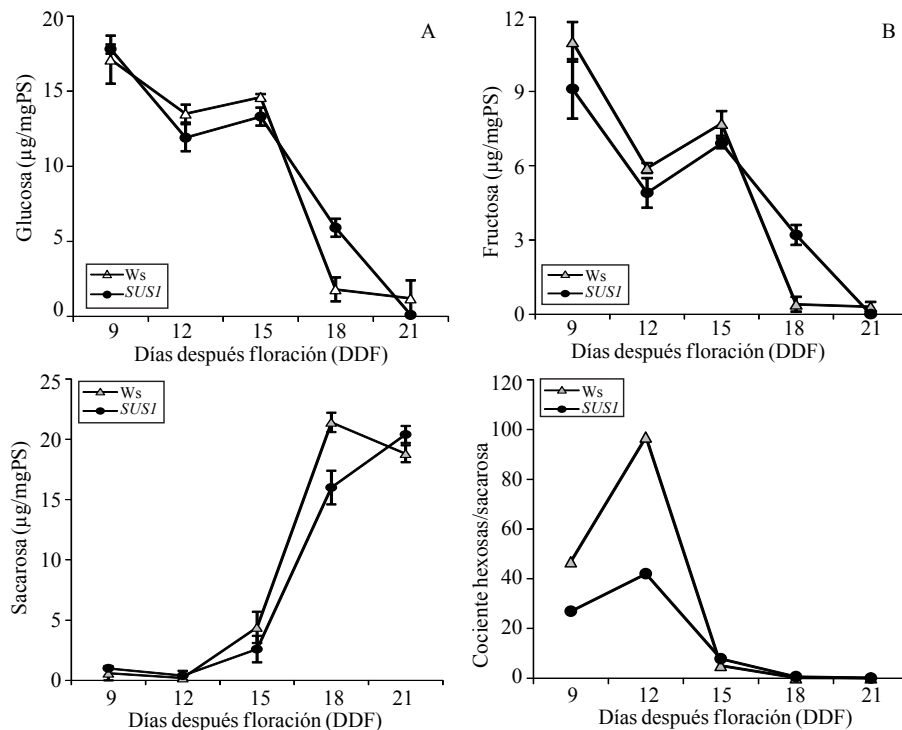 A
20
15
10
5
0
Glucosa (µg/mgPS)
Ws
SUS1
9 12 15 18 21
Días después floración (DDF)
B
12
9
6
3
0
Fructosa (µg/mgPS)
Ws
SUS1
9 12 15 18 21
Días después floración (DDF)
25
20
15
10
5
0
Sacarosa (µg/mgPS)
Ws
SUS1
9 12 15 18 21
Días después floración (DDF)
120
100
80
60
40
20
0
Cociente hexosas/sacarosa
Ws
SUS1
9 12 15 18 21
Días después floración (DDF)